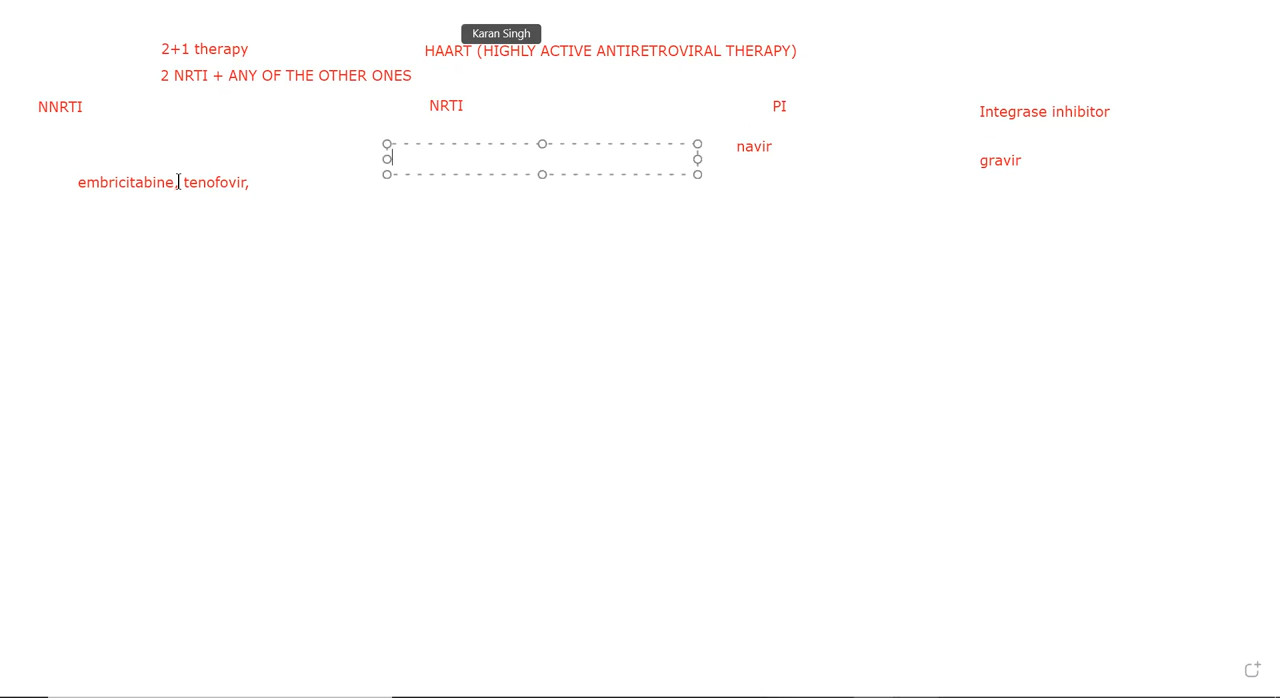 Karan Singh
2+1 therapy
HAART (HIGHLY ACTIVE ANTIRETROVIRAL THERAPY)
2 NRTI + ANY OF THE OTHER ONES
NNRTI
NRTI
PI
Integrase inhibitor
navir
gravir
embricitabine, tenofovir,